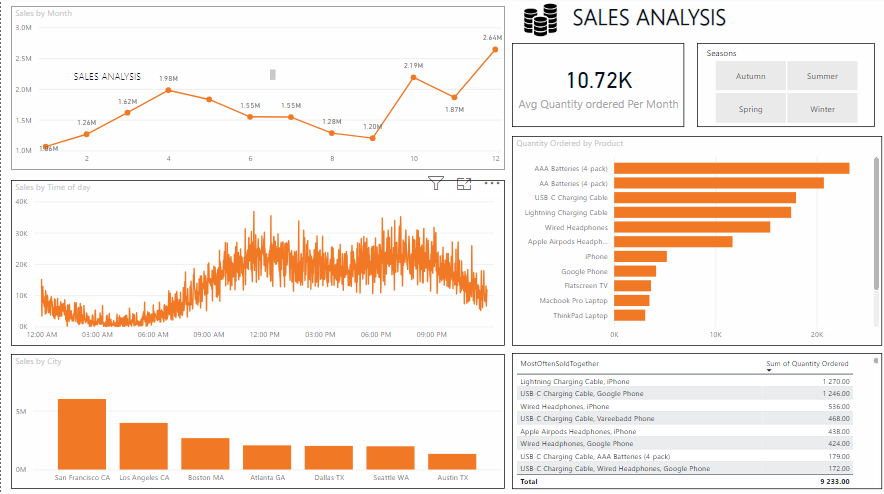 Sales by Month
3.0M
2.5M
2.0M
1.5M
1.0M
SALES ANALYSIS
1.26M
1.62M
1.98M
1.55M
1.55M
1.28M
1.20M
2.19M
1.87M
2.64M
2
4
6
8
10
12
SALES ANALYSIS
10.72K
Avg Quantity ordered Per Month
Seasons
Autumn
Summer
Spring
Winter
Sales by Time of day
40K
30K
20K
10K
0K
12:00 AM
03:00 AM
06:00 AM
09:00 AM
12:00 PM
03:00 PM
06:00 PM
09:00 PM
Quantity Ordered by Product
AAA Batteries (4-pack)
AA Batteries (4-pack)
USB-C Charging Cable
Lightning Charging Cable
Wired Headphones
Apple Airpods Headph...
iPhone
Google Phone
Flatscreen TV
Macbook Pro Laptop
ThinkPad Laptop
0K
10K
20K
Sales by City
5M
0M
San Francisco CA
Los Angeles CA
Boston MA
Atlanta GA
Dallas TX
Seattle WA
Austin TX
MostOftenSoldTogether Sum of Quantity Ordered
Lightning Charging Cable, iPhone 1 270.00
USB-C Charging Cable, Google Phone 1 246.00
Wired Headphones, iPhone 536.00
USB-C Charging Cable, Vareebadd Phone 468.00
Apple Airpods Headphones, iPhone 438.00
Wired Headphones, Google Phone 424.00
USB-C Charging Cable, AAA Batteries (4 pack) 179.00
USB-C Charging Cable, Wired Headphones, Google Phone 172.00
Total 9 233.00